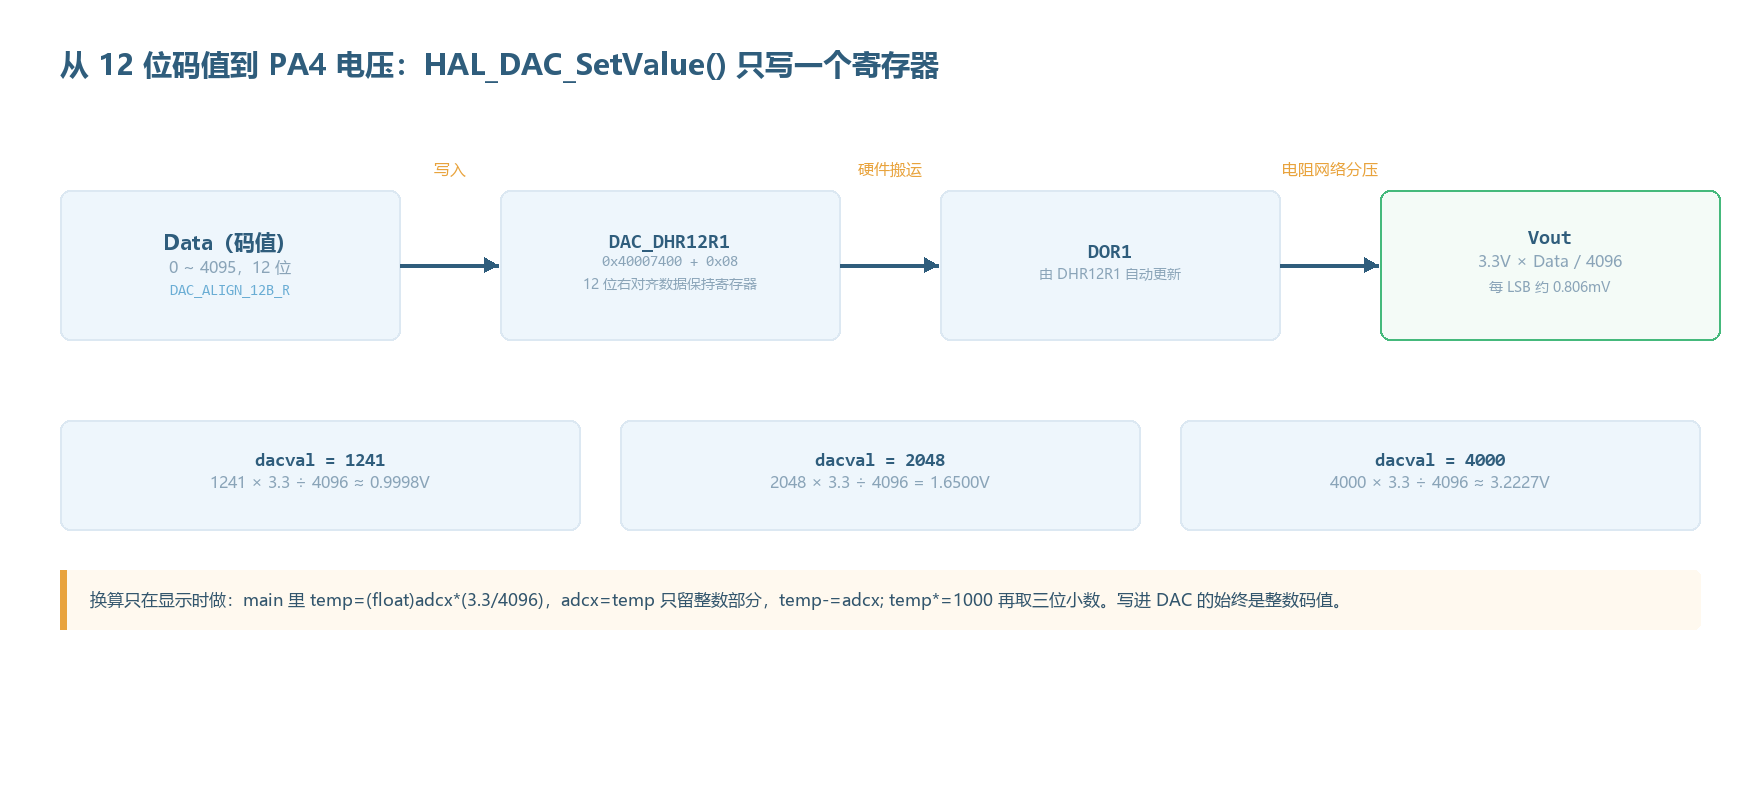 从 12 位码值到 PA4 电压：HAL_DAC_SetValue() 只写一个寄存器
写入
硬件搬运
电阻网络分压
Data（码值）
0 ~ 4095，12 位
DAC_ALIGN_12B_R
DAC_DHR12R1
0x40007400 + 0x08
12 位右对齐数据保持寄存器
DOR1
由 DHR12R1 自动更新
Vout
3.3V × Data / 4096
每 LSB 约 0.806mV
dacval = 1241
1241 × 3.3 ÷ 4096 ≈ 0.9998V
dacval = 2048
2048 × 3.3 ÷ 4096 = 1.6500V
dacval = 4000
4000 × 3.3 ÷ 4096 ≈ 3.2227V
换算只在显示时做：main 里 temp=(float)adcx*(3.3/4096)，adcx=temp 只留整数部分，temp-=adcx; temp*=1000 再取三位小数。写进 DAC 的始终是整数码值。